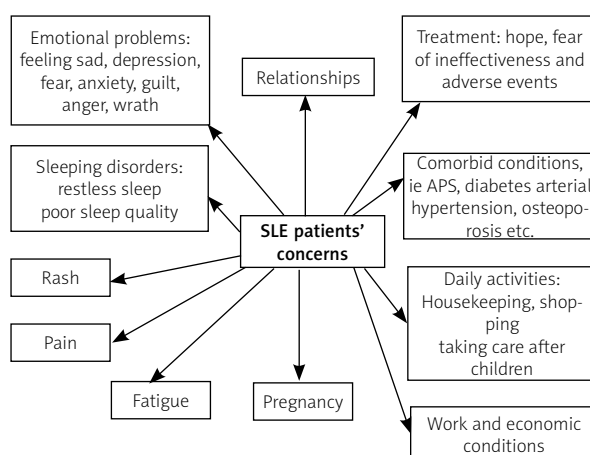 Emotional problems:
feeling sad, depression,
fear, anxiety, guilt,
anger, wrath
Relationships
Treatment: hope, fear
of ineffectiveness and
adverse events
Sleeping disorders:
restless sleep
poor sleep quality
Comorbid conditions,
ie APS, diabetes arterial
hypertension, osteopo-
rosis etc.
SLE patients’
concerns
Rash
Daily activities:
Housekeeping, shop-
pping
taking care after
children
Pain
Fatigue
Pregnancy
Work and economic
conditions